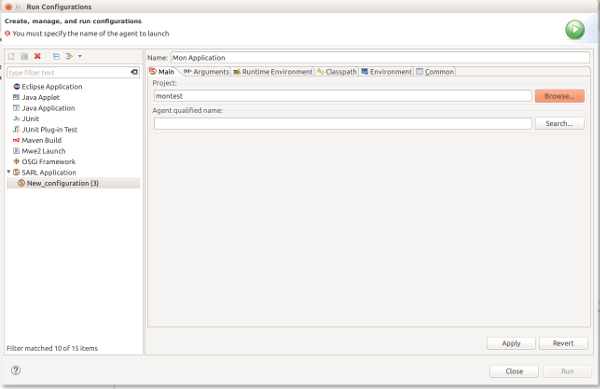 Run Configurations
Create, manage, and run configurations
You must specify the name of the agent to launch
type filter text
Eclipse Application
Java Applet
Java Application
JUnit
JUnit Plug-in Test
Maven Build
Mwe2 Launch
OSGi Framework
SARL Application
New_configuration (3)
Filter matched 10 of 15 items
Name: Mon Application
Main Arguments Runtime Environment Classpath Environment Common
Project:
montest Browse...
Agent qualified name:
Search...
Apply Revert
Close Run